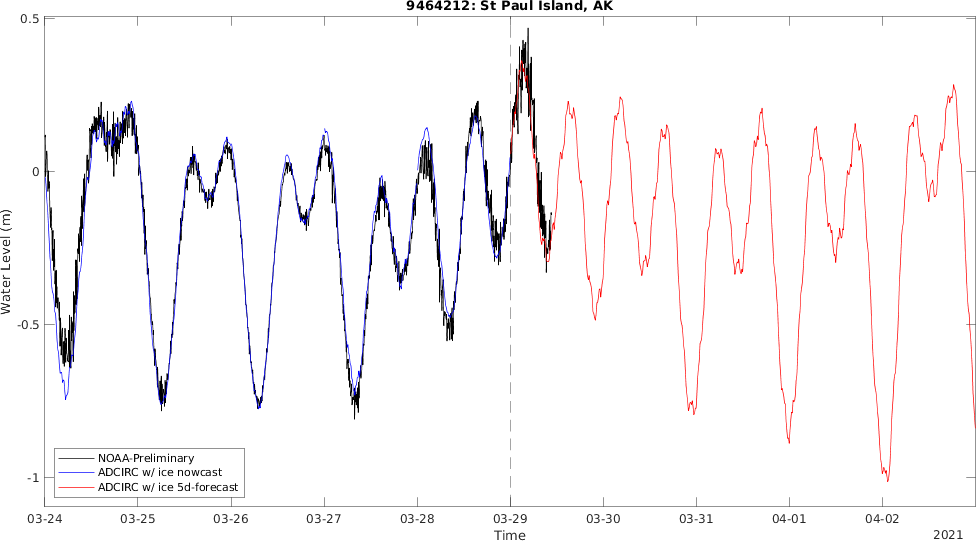 9464212: St Paul Island, AK
0.5
0
-0.5
-1
Water Level (m)
NOAA-Preliminary
ADCIRC w/ ice nowcast
ADCIRC w/ ice 5d-forecast
03-24 03-25 03-26 03-27 03-28 03-29 03-30 03-31 04-01 04-02
Time
2021